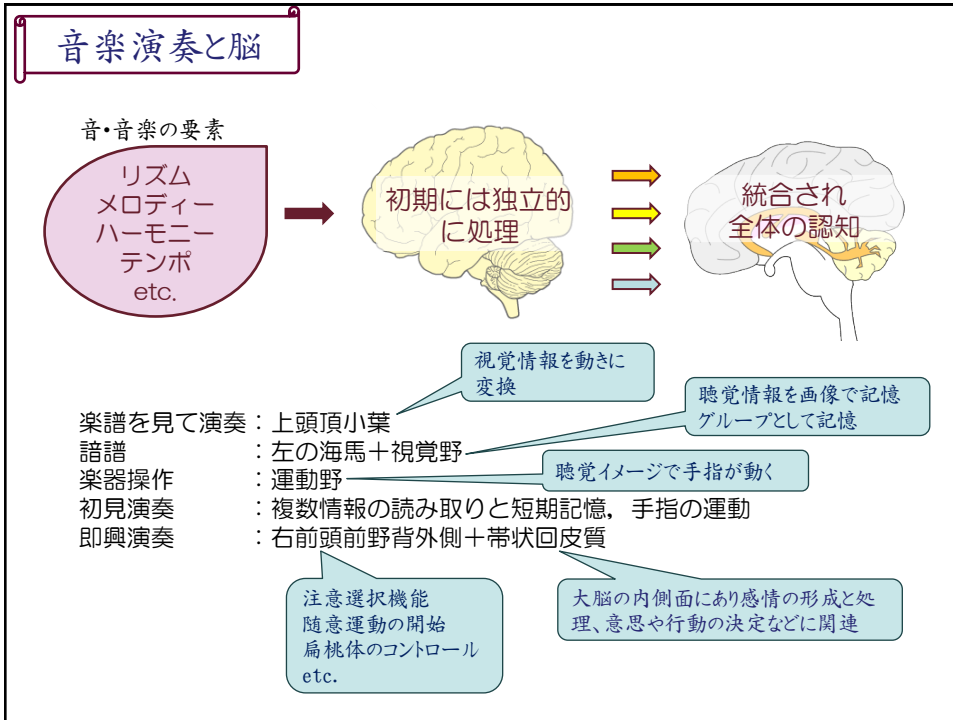 音楽演奏と脳
音・音楽の要素
リズム
メロディー
ハーモニー
テンポ
etc.
初期には独立的
に処理
統合され
全体の認知
視覚情報を動きに
変換
聴覚情報を画像で記憶
グループとして記憶
楽譜を見て演奏：上頭頂小葉
諳譜：左の海馬＋視覚野
楽器操作：運動野
聴覚イメージで手指が動く
初見演奏：複数情報の読み取りと短期記憶，手指の運動
即興演奏：右前頭前野背外側＋帯状回皮質
注意選択機能
随意運動の開始
扁桃体のコントロール
etc.
大脳の内側面にあり感情の形成と処
理、意思や行動の決定などに関連